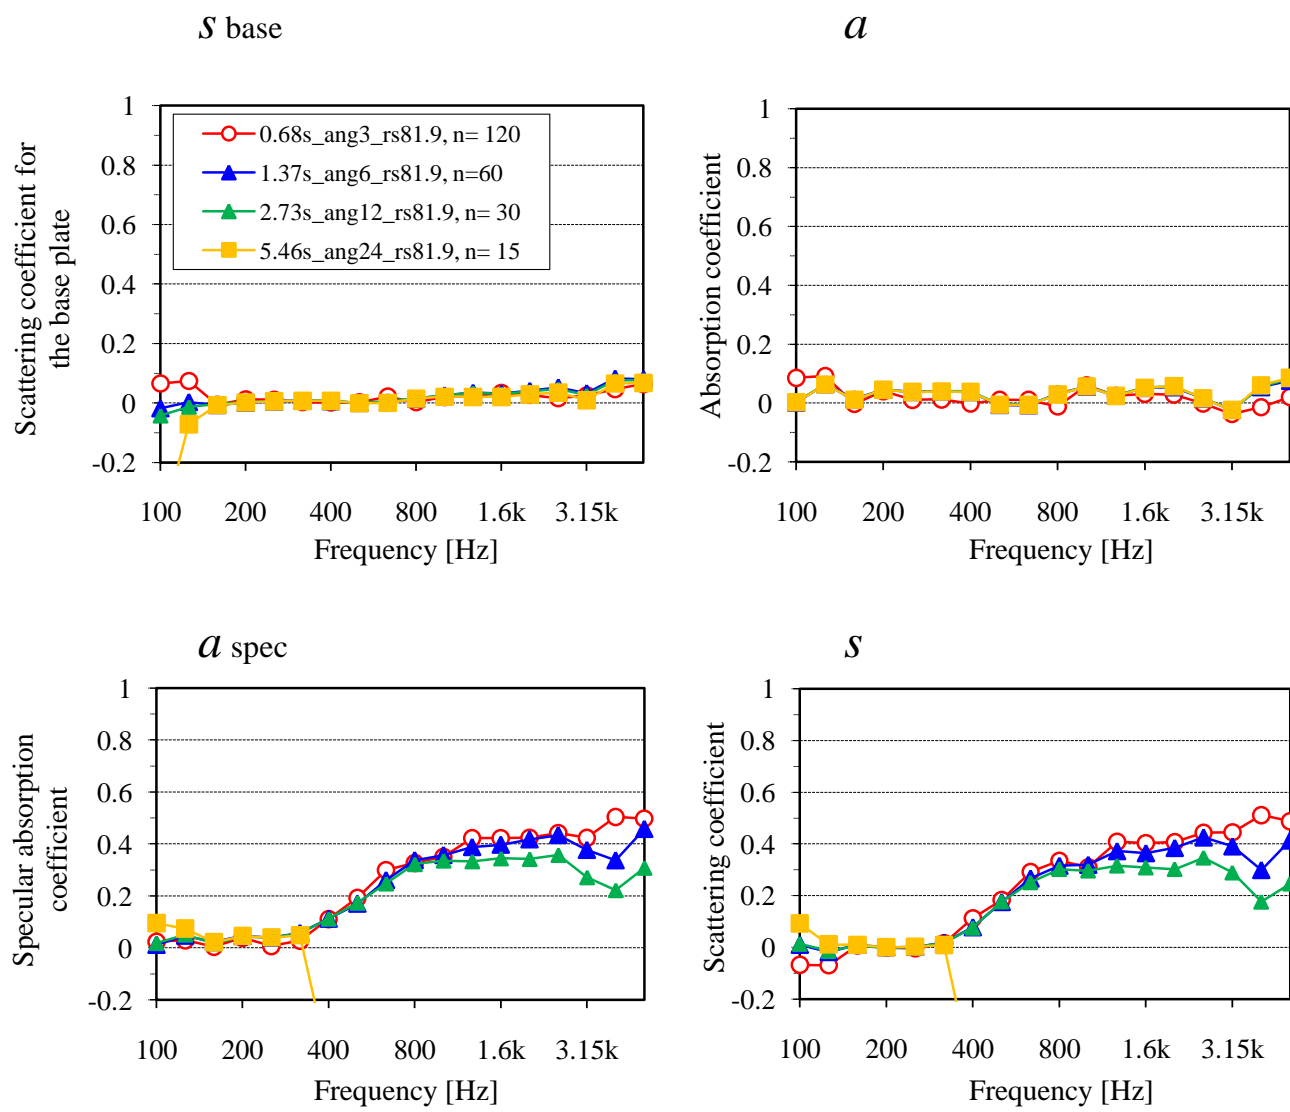 s base
Scattering coefficient for
the base plate
1
0.8
0.6
0.4
0.2
0
-0.2
0.68s_ang3_rs81.9, n= 120
1.37s_ang6_rs81.9, n=60
2.73s_ang12_rs81.9, n= 30
5.46s_ang24_rs81.9, n= 15
100 200 400 800 1.6k 3.15k
Frequency [Hz]
a
Absorption coefficient
1
0.8
0.6
0.4
0.2
0
-0.2
100 200 400 800 1.6k 3.15k
Frequency [Hz]
a spec
Specular absorption
coefficient
1
0.8
0.6
0.4
0.2
0
-0.2
100 200 400 800 1.6k 3.15k
Frequency [Hz]
s
Scattering coefficient
1
0.8
0.6
0.4
0.2
0
-0.2
100 200 400 800 1.6k 3.15k
Frequency [Hz]